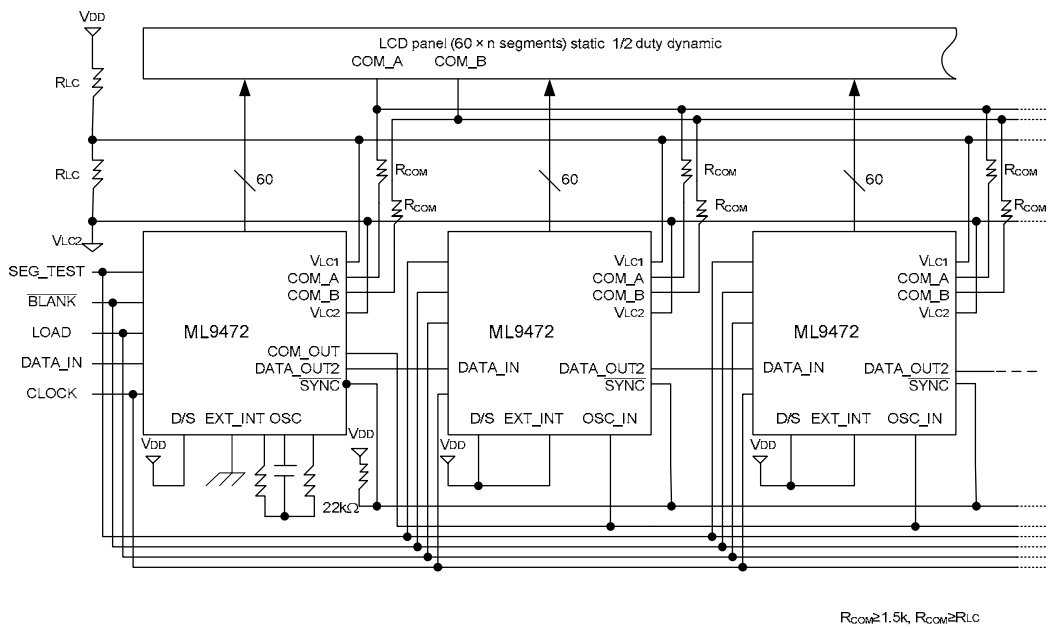 VDD
LCD panel (60 × n segments) static 1/2 duty dynamic
COM_A COM_B
RLC
RLC
60
RCOM
RCOM
60
RCOM
RCOM
60
RCOM
RCOM
VLC2
SEG_TEST
BLANK
LOAD
DATA_IN
CLOCK
VLC1
COM_A
COM_B
VLC2
ML9472
COM_OUT
DATA_OUT2
SYNC
D/S EXT_INT OSC
VDD
22kΩ
VDD
VLC1
COM_A
COM_B
VLC2
ML9472
DATA_IN
DATA_OUT2
SYNC
D/S EXT_INT OSC_IN
VDD
VLC1
COM_A
COM_B
VLC2
ML9472
DATA_IN
DATA_OUT2
SYNC
D/S EXT_INT OSC_IN
VDD
RCOM≥1.5k, RCOM≥RLC